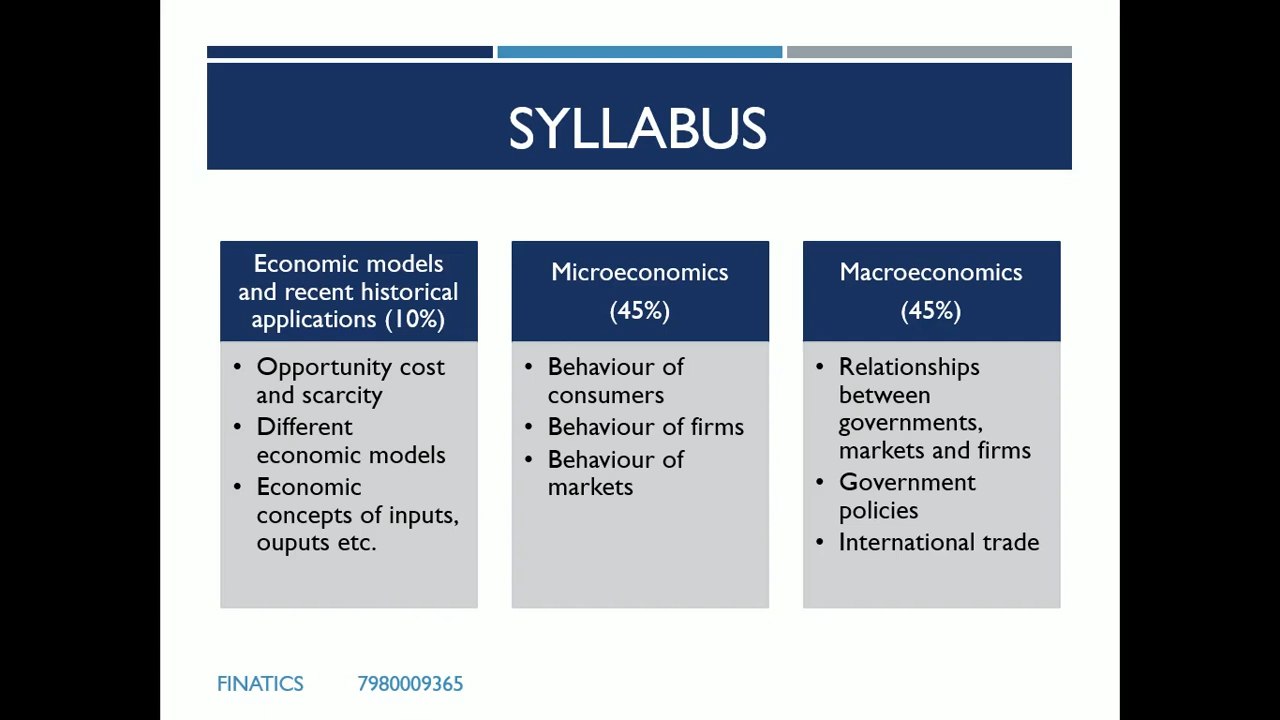 SYLLABUS
Economic models
and recent historical
applications (10%)
• Opportunity cost
and scarcity
• Different
economic models
• Economic
concepts of inputs,
ouputs etc.
Microeconomics
(45%)
• Behaviour of
consumers
• Behaviour of firms
• Behaviour of
markets
Macroeconomics
(45%)
• Relationships
between
governments,
markets and firms
• Government
policies
• International trade
FINATICS 7980009365